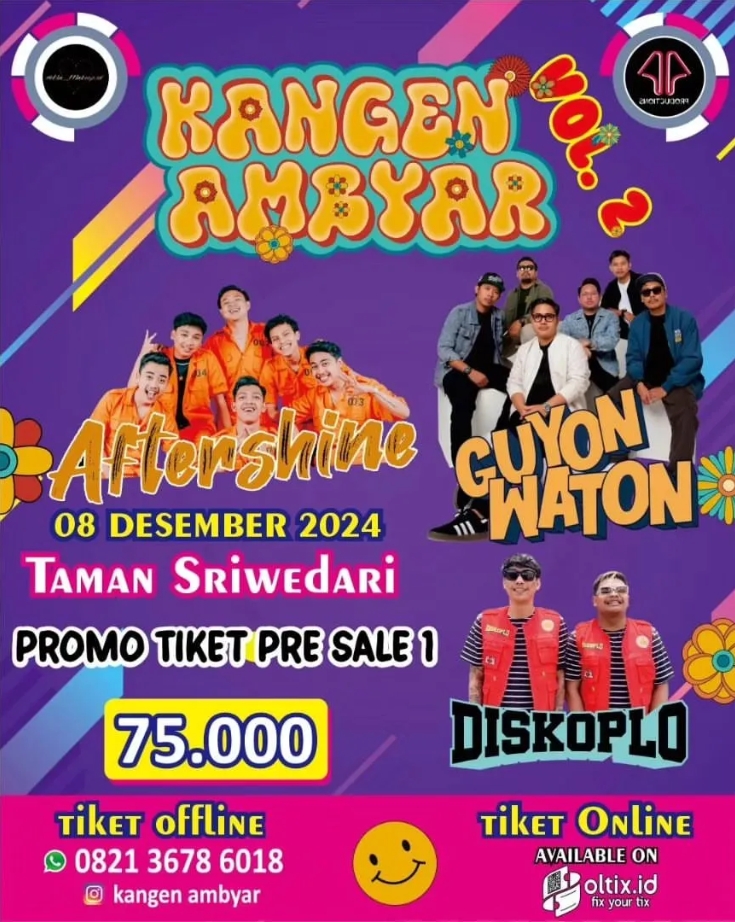 KANGEN
AMBYAR
VOL. 2
PRODUCTIONS
Aftershine
GUYON
WATON
08 DESEMBER 2024
TAMAN SRIWEDARI
PROMO TIKET PRE SALE 1
DISKOPLO
75.000
TIKET OFFLINE
0821 3678 6018
kangen ambyar
TIKET ONLINE
AVAILABLE ON
oltix.id
fix your tix